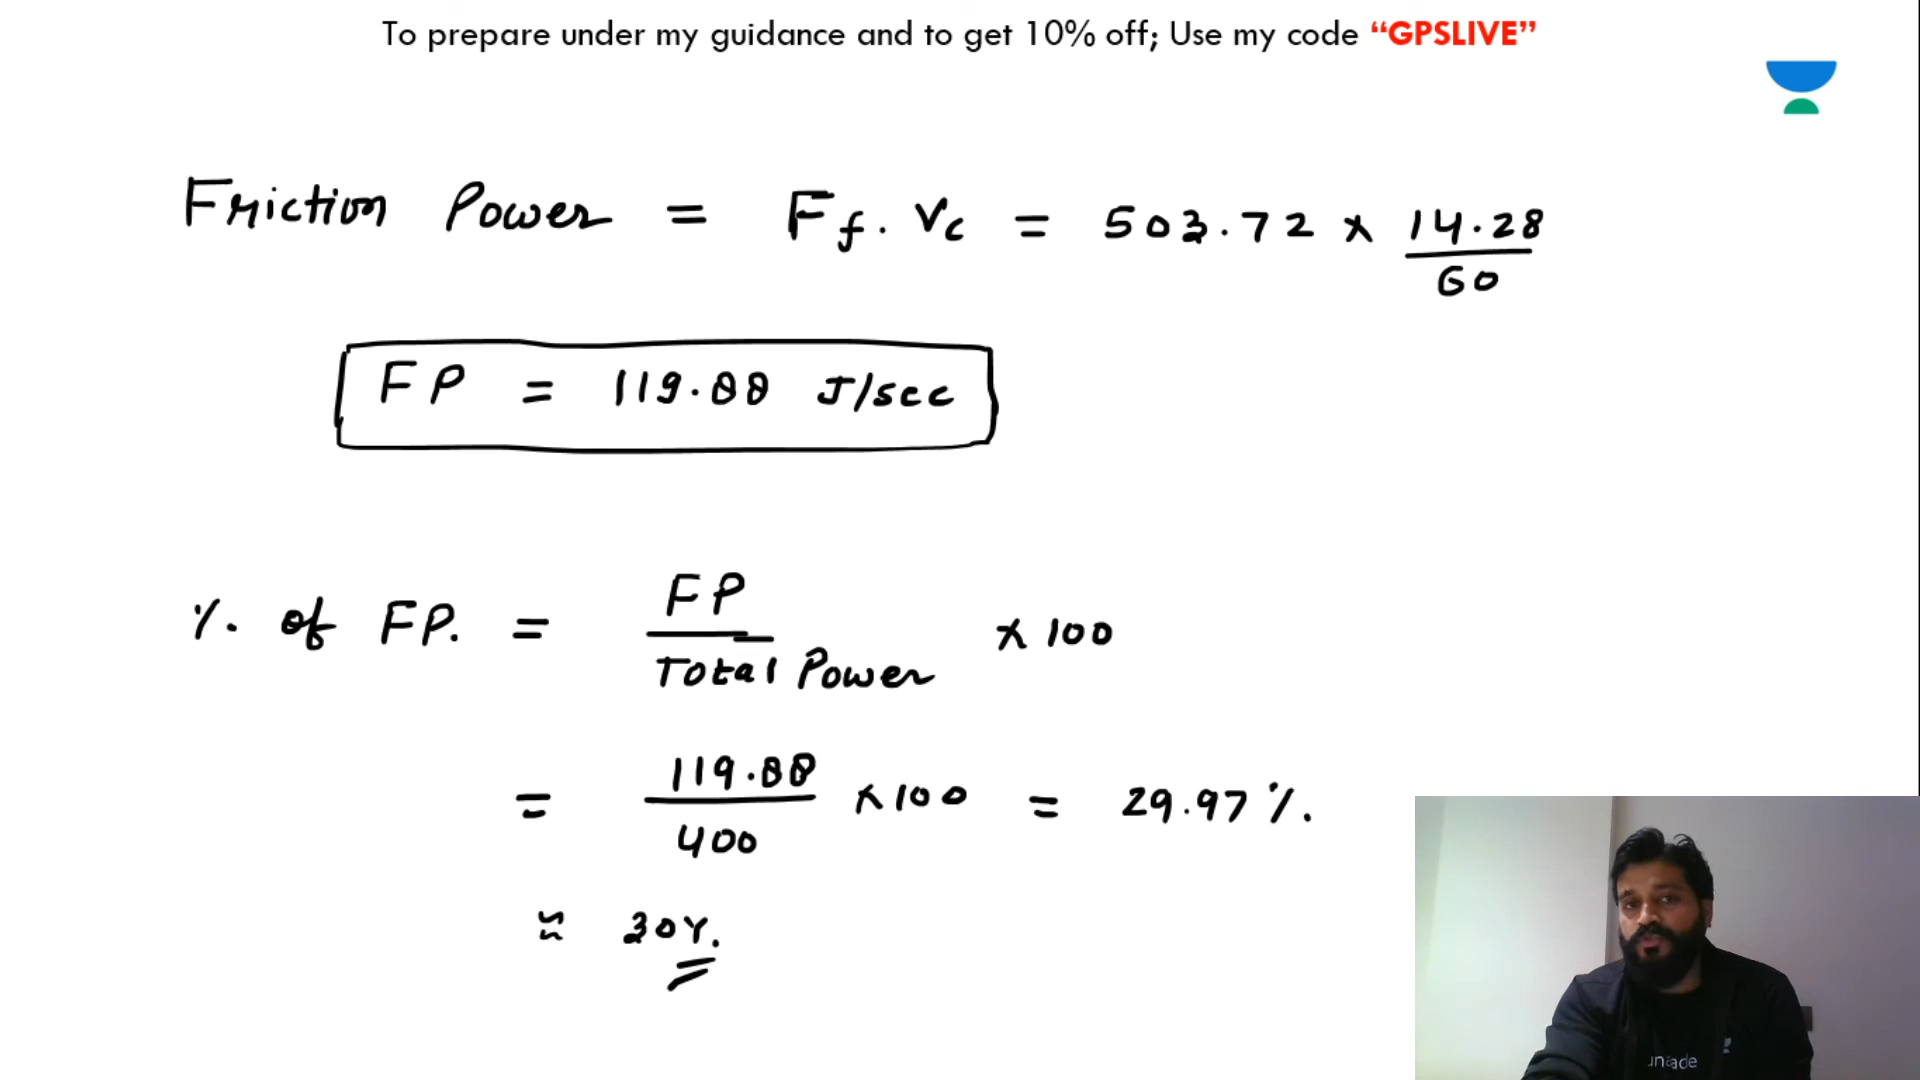 To prepare under my guidance and to get 10% off; Use my code “GPSLIVE”
Friction Power = Ff . Vc = 503.72 × 14.28 / 60
FP = 119.88 J/sec
% of FP. = FP / Total Power × 100
= 119.88 / 400 × 100 = 29.97 %.
≈ 30%.